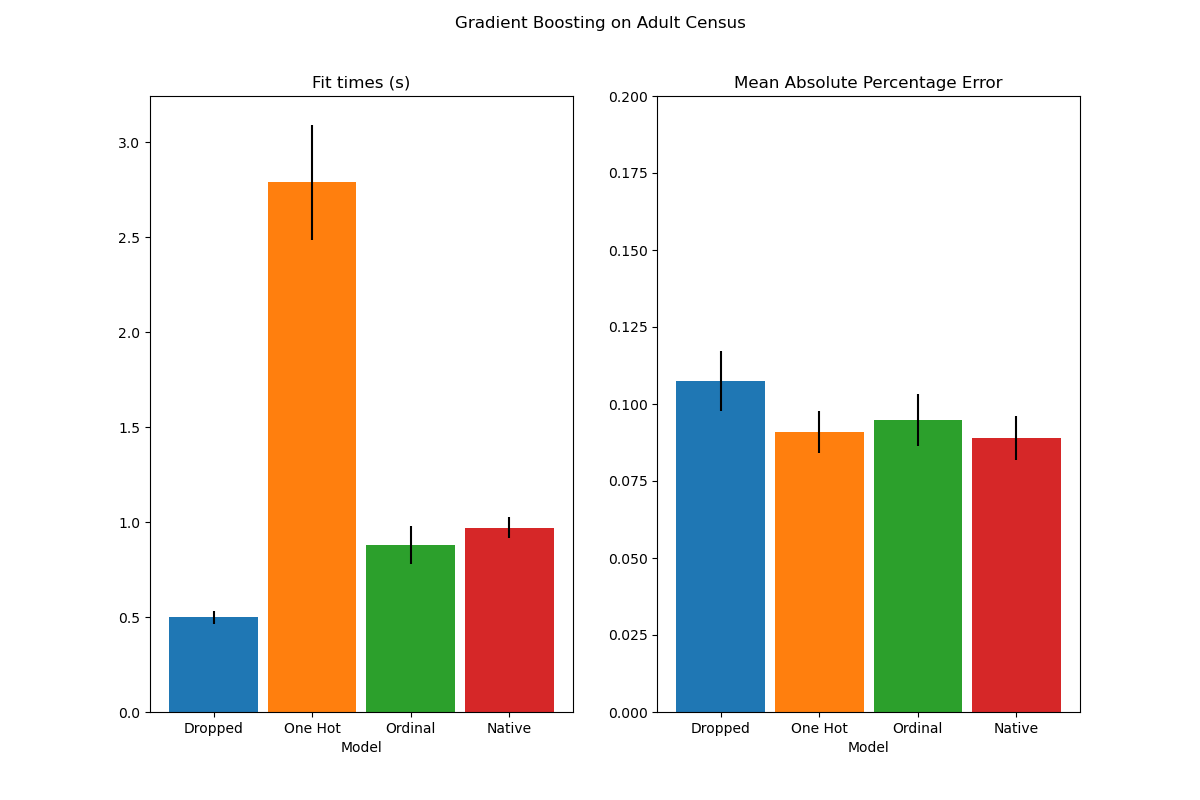 Gradient Boosting on Adult Census
Fit times (s)
3.0
2.5
2.0
1.5
1.0
0.5
0.0
Dropped One Hot Ordinal Native
Model
Mean Absolute Percentage Error
0.200
0.175
0.150
0.125
0.100
0.075
0.050
0.025
0.000
Dropped One Hot Ordinal Native
Model